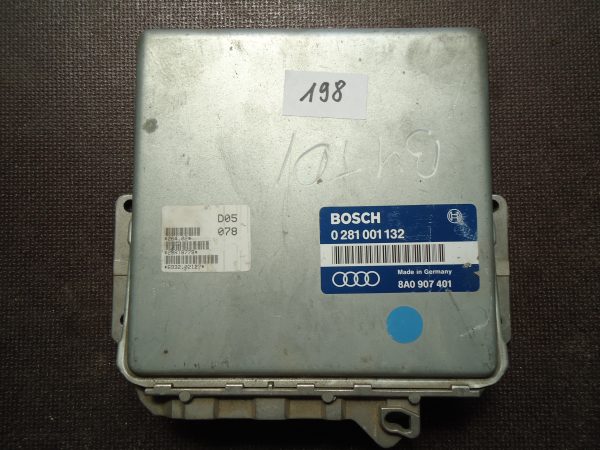 198
BOSCH
0 281 001 132
Made in Germany
8A0 907 401
D05
078